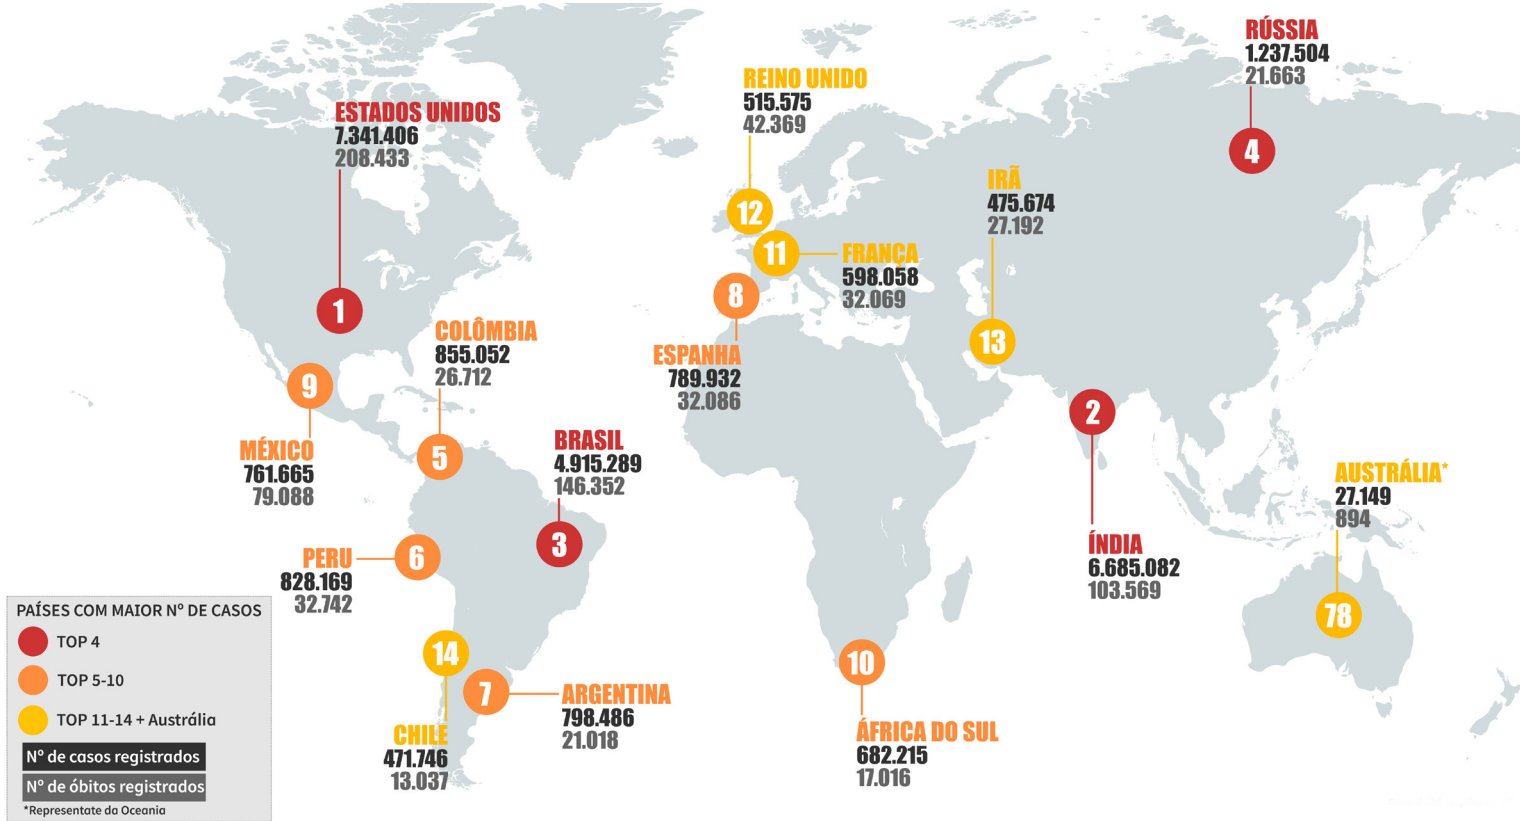 RÚSSIA
1.237.504
21.663
4
REINO UNIDO
515.575
42.369
12
ESTADOS UNIDOS
7.341.406
208.433
1
IRÃ
475.674
27.192
13
11
FRANÇA
598.058
32.069
8
ESPANHA
789.932
32.086
COLÔMBIA
855.052
26.712
5
9
MÉXICO
761.665
79.088
2
ÍNDIA
6.685.082
103.569
BRASIL
4.915.289
146.352
3
AUSTRÁLIA*
27.149
894
78
PERU
828.169
32.742
6
14
CHILE
471.746
13.037
7
ARGENTINA
798.486
21.018
10
ÁFRICA DO SUL
682.215
17.016
PAÍSES COM MAIOR Nº DE CASOS
TOP 4
TOP 5-10
TOP 11-14 + Austrália
Nº de casos registrados
Nº de óbitos registrados
*Representate da Oceania